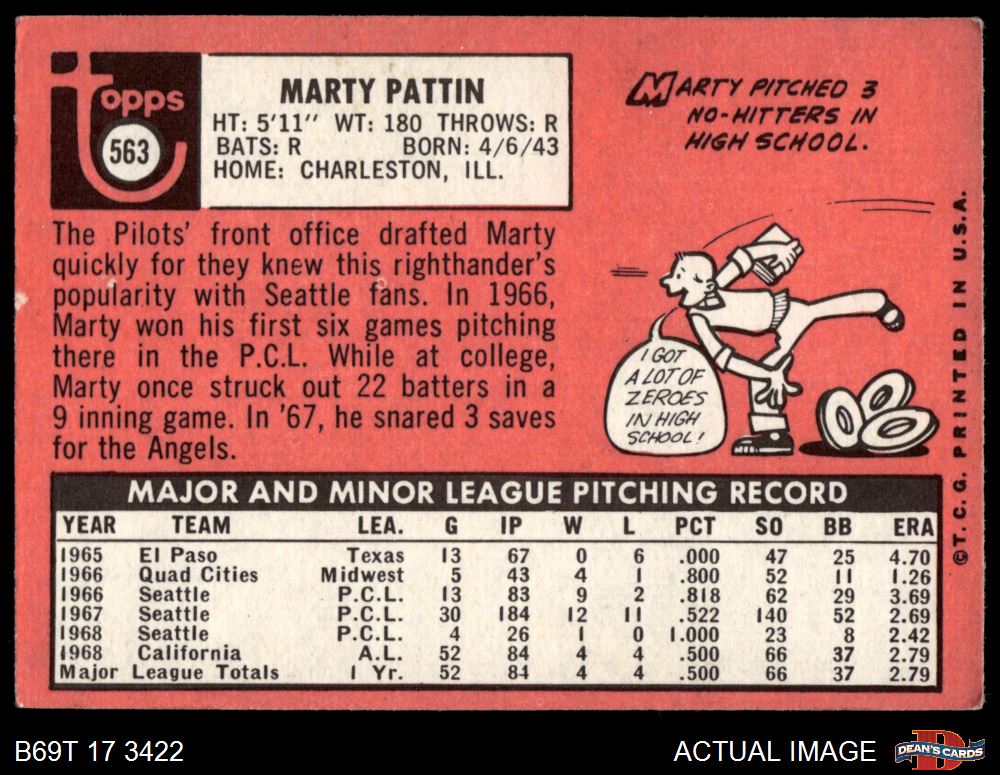 topps
563
MARTY PATTIN
HT: 5'11" WT: 180 THROWS: R
BATS: R BORN: 4/6/43
HOME: CHARLESTON, ILL.
MARTY PITCHED 3
NO-HITTERS IN
HIGH SCHOOL.
The Pilots' front office drafted Marty
quickly for they knew this righthander's
popularity with Seattle fans. In 1966,
Marty won his first six games pitching
there in the P.C.L. While at college,
Marty once struck out 22 batters in a
9 inning game. In '67, he snared 3 saves
for the Angels.
I GOT
A LOT OF
ZEROES
IN HIGH
SCHOOL!
©T.C.G. PRINTED IN U.S.A.
MAJOR AND MINOR LEAGUE PITCHING RECORD
YEAR TEAM LEA. G IP W L PCT SO BB ERA
1965 El Paso Texas 13 67 0 6 .000 47 25 4.70
1966 Quad Cities Midwest 5 43 4 1 .800 52 11 1.26
1966 Seattle P.C.L. 13 83 9 2 .818 62 29 3.69
1967 Seattle P.C.L. 30 184 12 11 .522 140 52 2.69
1968 Seattle P.C.L. 4 26 1 0 1.000 23 8 2.42
1968 California A.L. 52 84 4 4 .500 66 37 2.79
Major League Totals 1 Yr. 52 84 4 4 .500 66 37 2.79
B69T 17 3422
ACTUAL IMAGE
DEAN'S CARDS